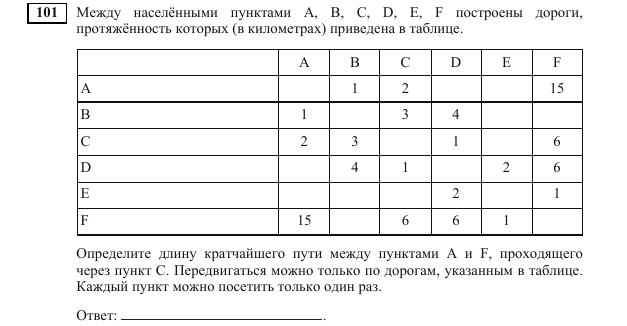 101 Между населёнными пунктами A, B, C, D, E, F построены дороги,
протяжённость которых (в километрах) приведена в таблице.
A B C D E F
A 1 2 15
B 1 3 4
C 2 3 1 6
D 4 1 2 6
E 2 1
F 15 6 6 1
Определите длину кратчайшего пути между пунктами A и F, проходящего
через пункт C. Передвигаться можно только по дорогам, указанным в таблице.
Каждый пункт можно посетить только один раз.
Ответ: ____________________.